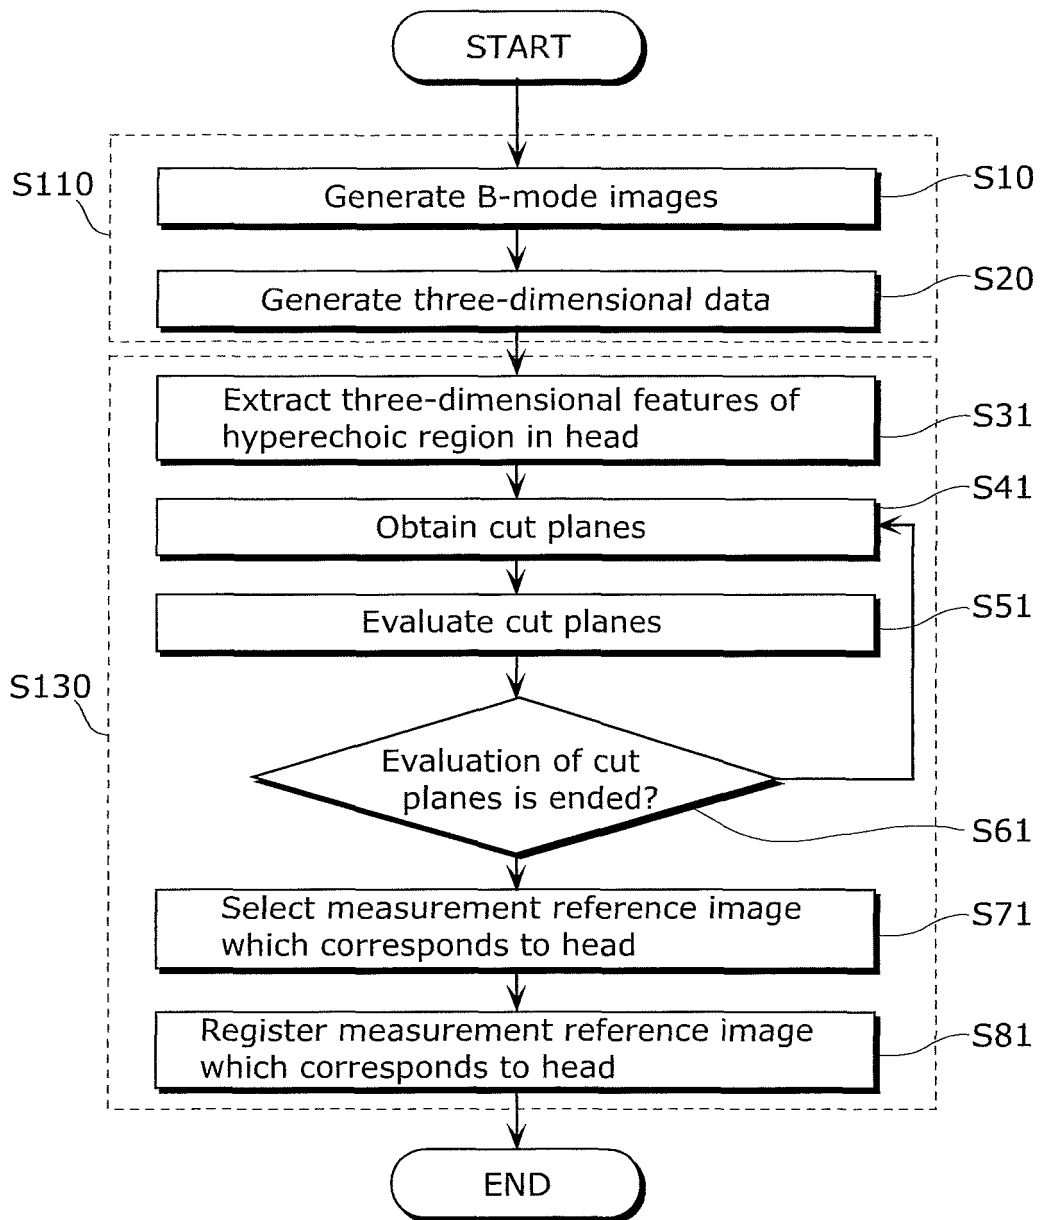 START
S110
Generate B-mode images
S10
Generate three-dimensional data
S20
Extract three-dimensional features of
hyperechoic region in head
S31
Obtain cut planes
S41
Evaluate cut planes
S51
S130
Evaluation of cut
planes is ended?
S61
Select measurement reference image
which corresponds to head
S71
Register measurement reference image
which corresponds to head
S81
END